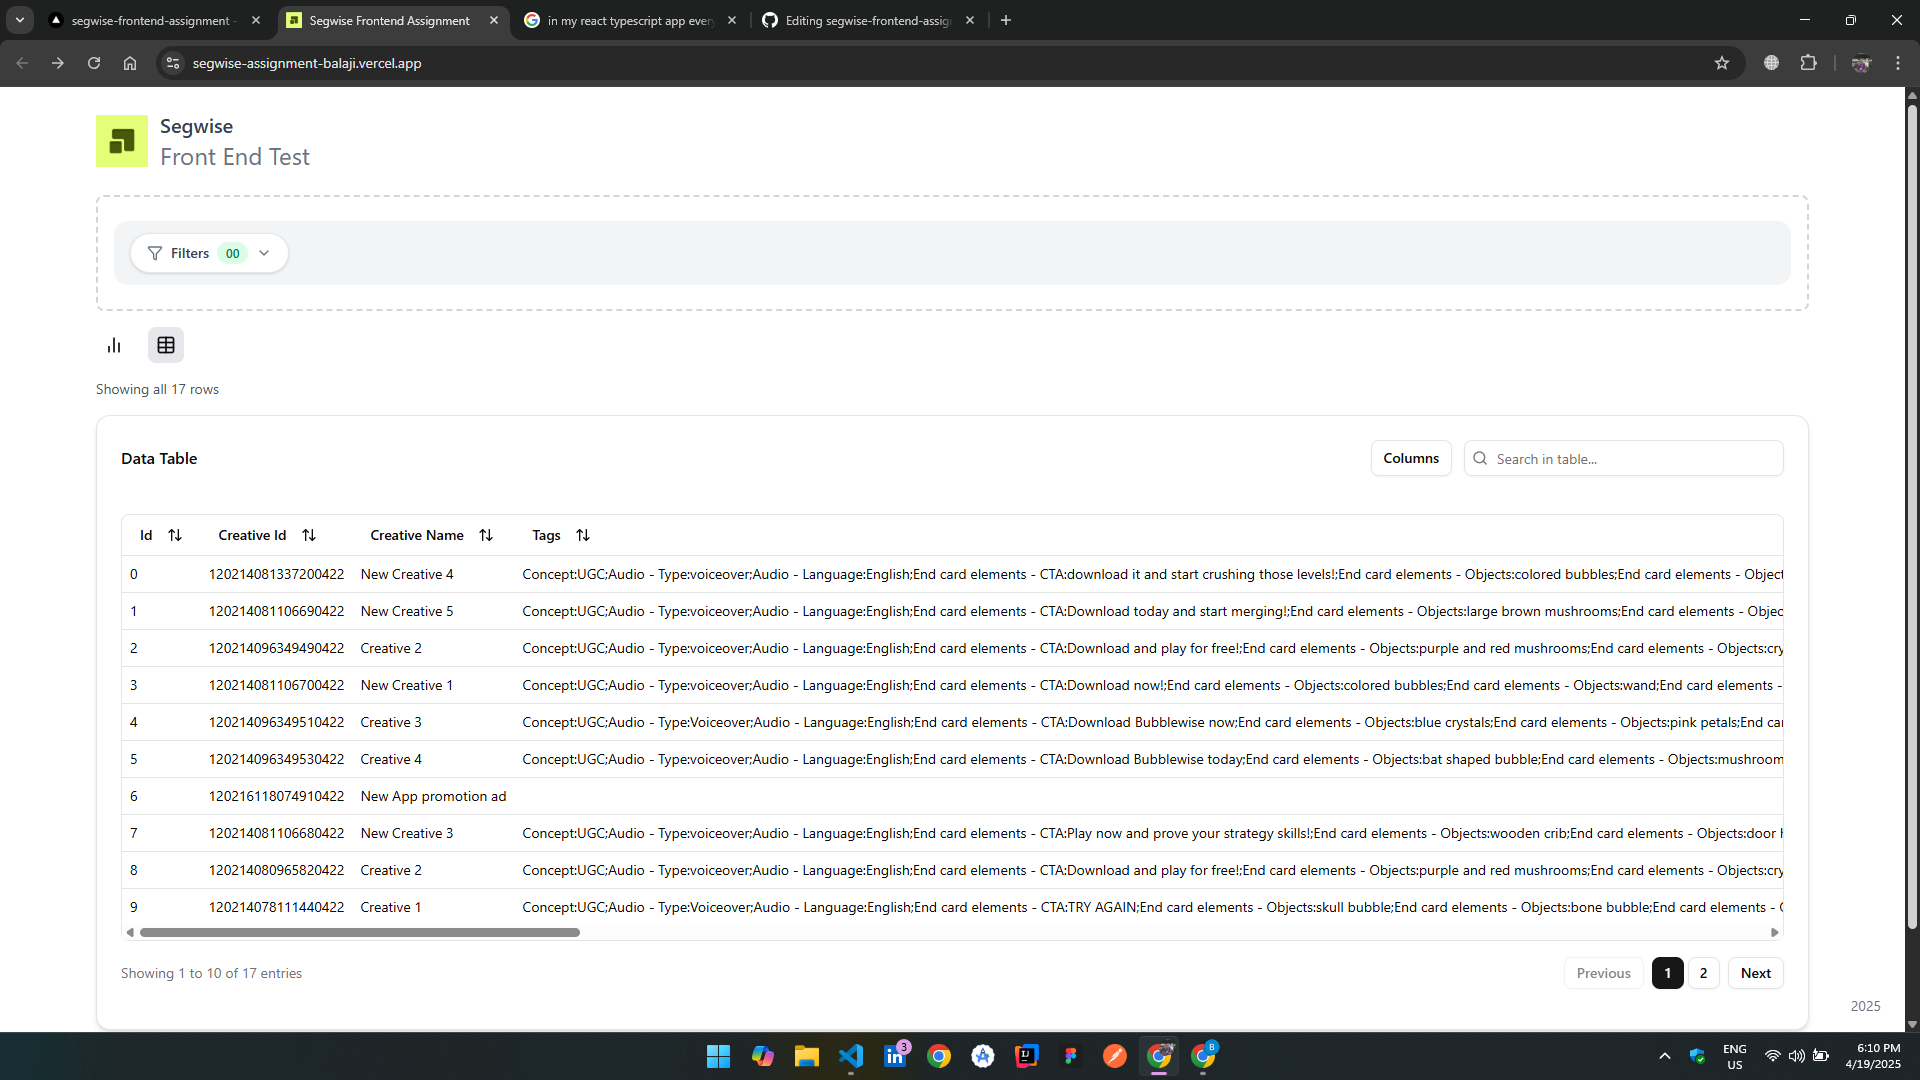 segwise-frontend-assignment -
Segwise Frontend Assignment
in my react typescript app ever
Editing segwise-frontend-assig
segwise-assignment-balaji.vercel.app
Segwise
Front End Test
Filters 00
Showing all 17 rows
Data Table
Columns
Search in table...
Id Creative Id Creative Name Tags
0 120214081337200422 New Creative 4 Concept:UGC;Audio - Type:voiceover;Audio - Language:English;End card elements - CTA:download it and start crushing those levels!;End card elements - Objects:colored bubbles;End card elements - Object
1 120214081106690422 New Creative 5 Concept:UGC;Audio - Type:voiceover;Audio - Language:English;End card elements - CTA:Download today and start merging!;End card elements - Objects:large brown mushrooms;End card elements - Objec
2 120214096349490422 Creative 2 Concept:UGC;Audio - Type:voiceover;Audio - Language:English;End card elements - CTA:Download and play for free!;End card elements - Objects:purple and red mushrooms;End card elements - Objects:cry
3 120214081106700422 New Creative 1 Concept:UGC;Audio - Type:voiceover;Audio - Language:English;End card elements - CTA:Download now!;End card elements - Objects:colored bubbles;End card elements - Objects:wand;End card elements -
4 120214096349510422 Creative 3 Concept:UGC;Audio - Type:Voiceover;Audio - Language:English;End card elements - CTA:Download Bubblewise now;End card elements - Objects:blue crystals;End card elements - Objects:pink petals;End car
5 120214096349530422 Creative 4 Concept:UGC;Audio - Type:voiceover;Audio - Language:English;End card elements - CTA:Download Bubblewise today;End card elements - Objects:bat shaped bubble;End card elements - Objects:mushroom
6 120216118074910422 New App promotion ad
7 120214081106680422 New Creative 3 Concept:UGC;Audio - Type:voiceover;Audio - Language:English;End card elements - CTA:Play now and prove your strategy skills!;End card elements - Objects:wooden crib;End card elements - Objects:door
8 120214080965820422 Creative 2 Concept:UGC;Audio - Type:voiceover;Audio - Language:English;End card elements - CTA:Download and play for free!;End card elements - Objects:purple and red mushrooms;End card elements - Objects:cry
9 120214078111440422 Creative 1 Concept:UGC;Audio - Type:Voiceover;Audio - Language:English;End card elements - CTA:TRY AGAIN;End card elements - Objects:skull bubble;End card elements - Objects:bone bubble;End card elements -
Showing 1 to 10 of 17 entries
Previous 1 2 Next
2025
3
B
ENG
US
6:10 PM
4/19/2025